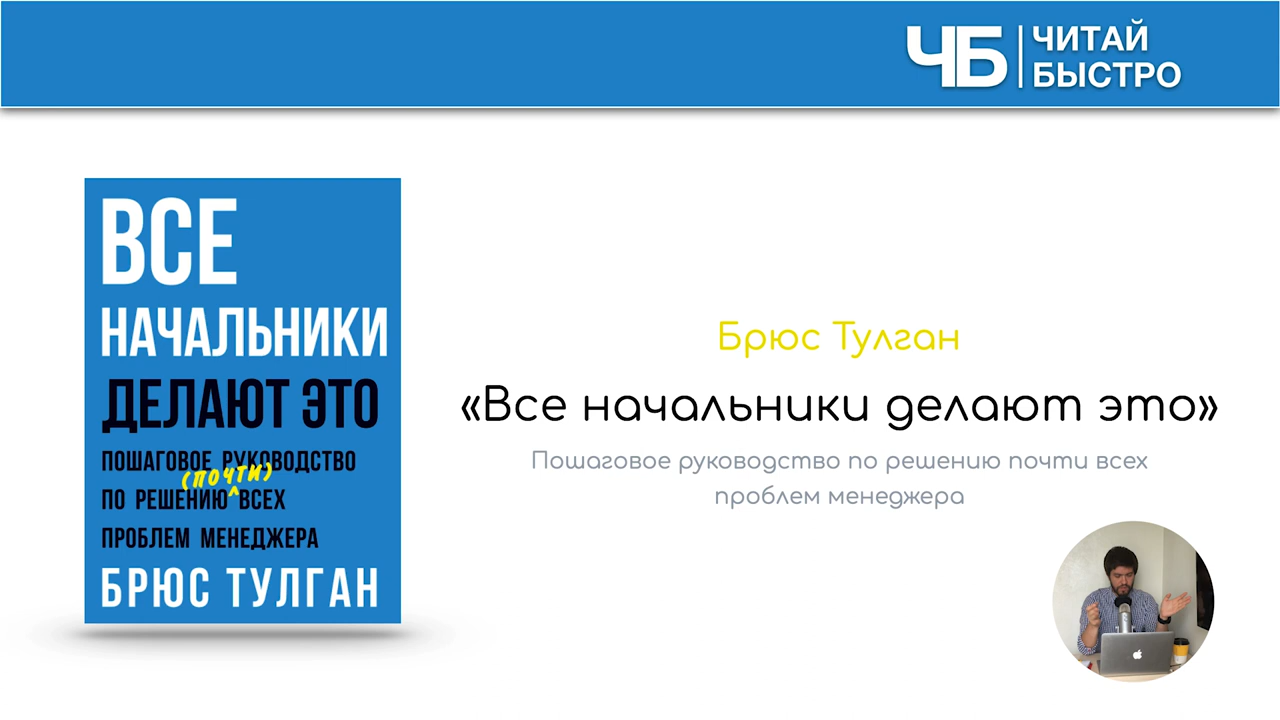 ЧБ
ЧИТАЙ
БЫСТРО
ВСЕ
НАЧАЛЬНИКИ
ДЕЛАЮТ ЭТО
ПОШАГОВОЕ РУКОВОДСТВО
(ПОЧТИ)
ПО РЕШЕНИЮ ВСЕХ
ПРОБЛЕМ МЕНЕДЖЕРА
БРЮС ТУЛГАН
Брюс Тулган
«Все начальники делают это»
Пошаговое руководство по решению почти всех
проблем менеджера